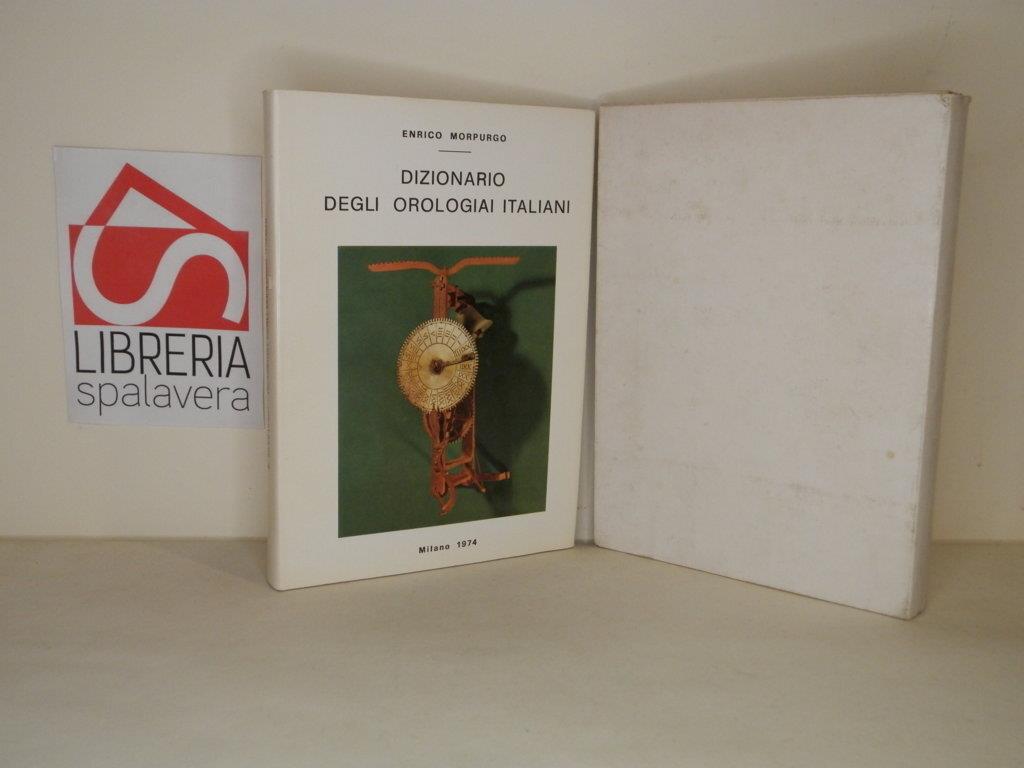 LIBRERIA
spalavera
ENRICO MORPURGO
DIZIONARIO
DEGLI OROLOGIAI ITALIANI
Milano 1974